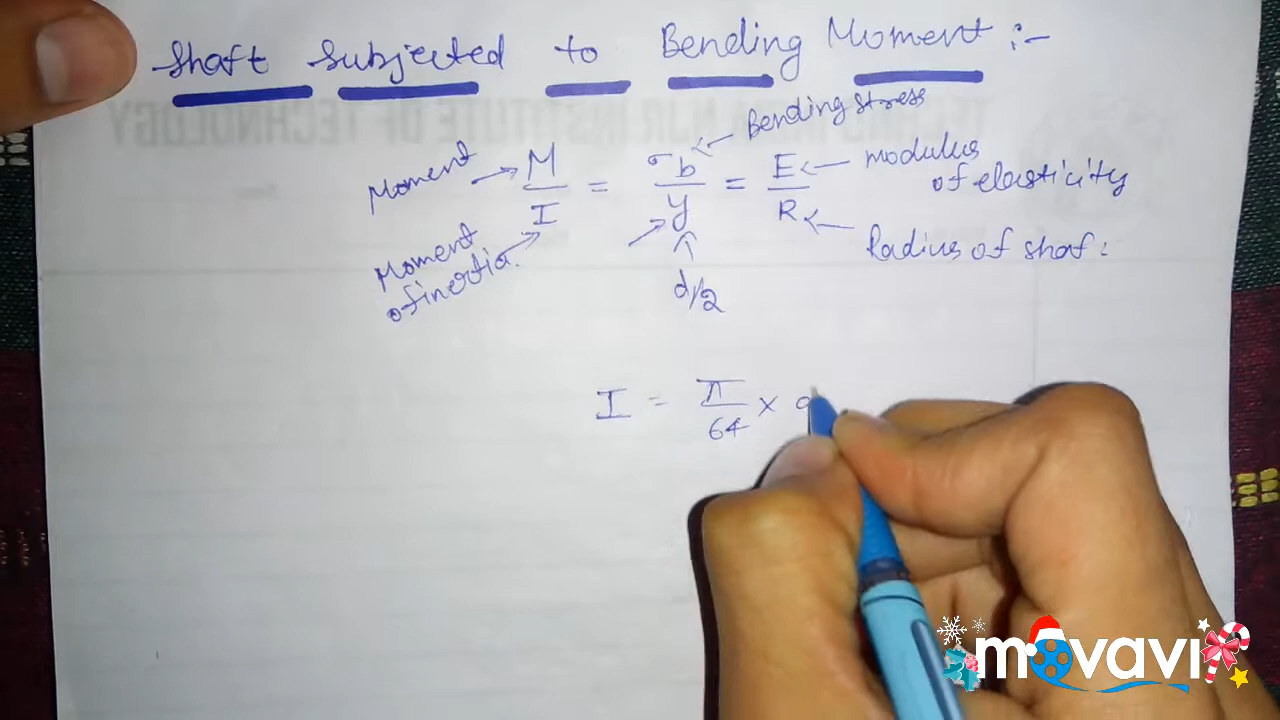 Shaft Subjected to Bending Moment :-
Bending stress
Moment → M/I = σb/y = E/R ← modulus of elasticity
Moment of inertia.
← Radius of shaf
d/2
I = π/64 ×
movavi